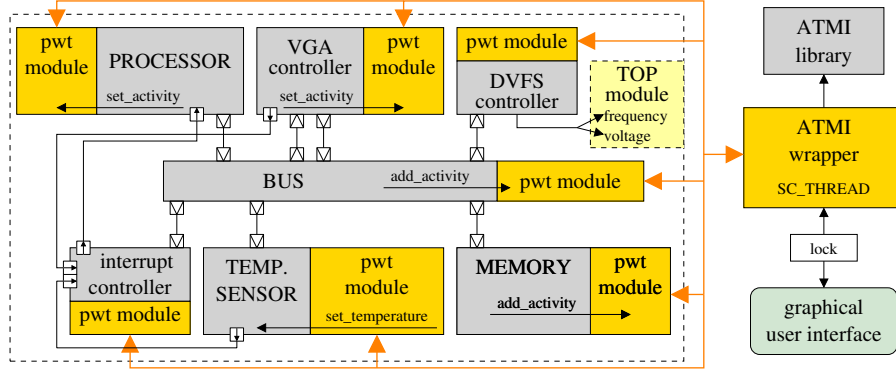 pwt
module
PROCESSOR
set_activity
VGA
controller
set_activity
pwt
module
pwt module
DVFS
controller
TOP
module
frequency
voltage
ATMI
library
ATMI
wrapper
SC_THREAD
BUS
add_activity
pwt module
lock
interrupt
controller
pwt module
TEMP.
SENSOR
pwt
module
set_temperature
MEMORY
add_activity
pwt
module
graphical
user interface